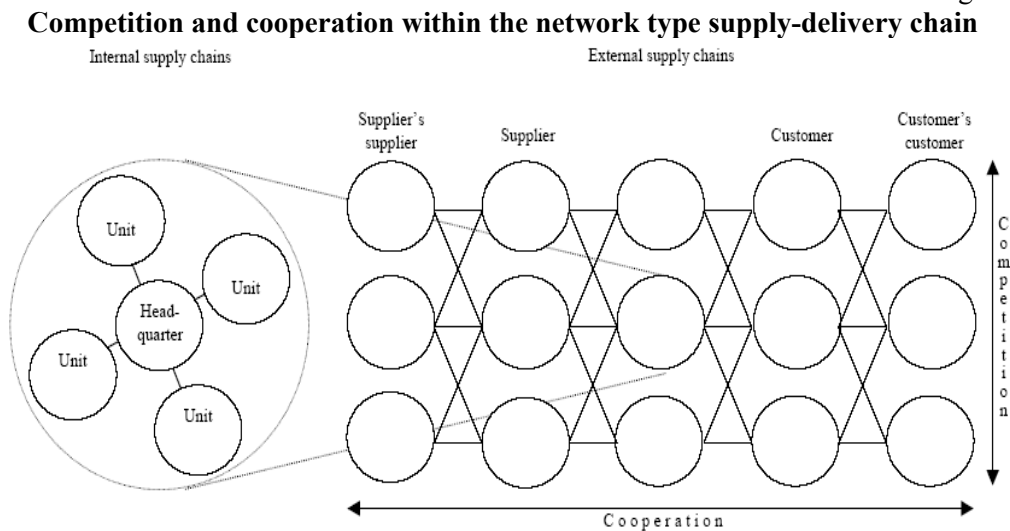 Competition and cooperation within the network type supply-delivery chain
Internal supply chains
External supply chains
Supplier's
supplier
Supplier
Customer
Customer's
customer
Unit
Unit
Head-
quarter
Unit
Unit
Competition
Cooperation